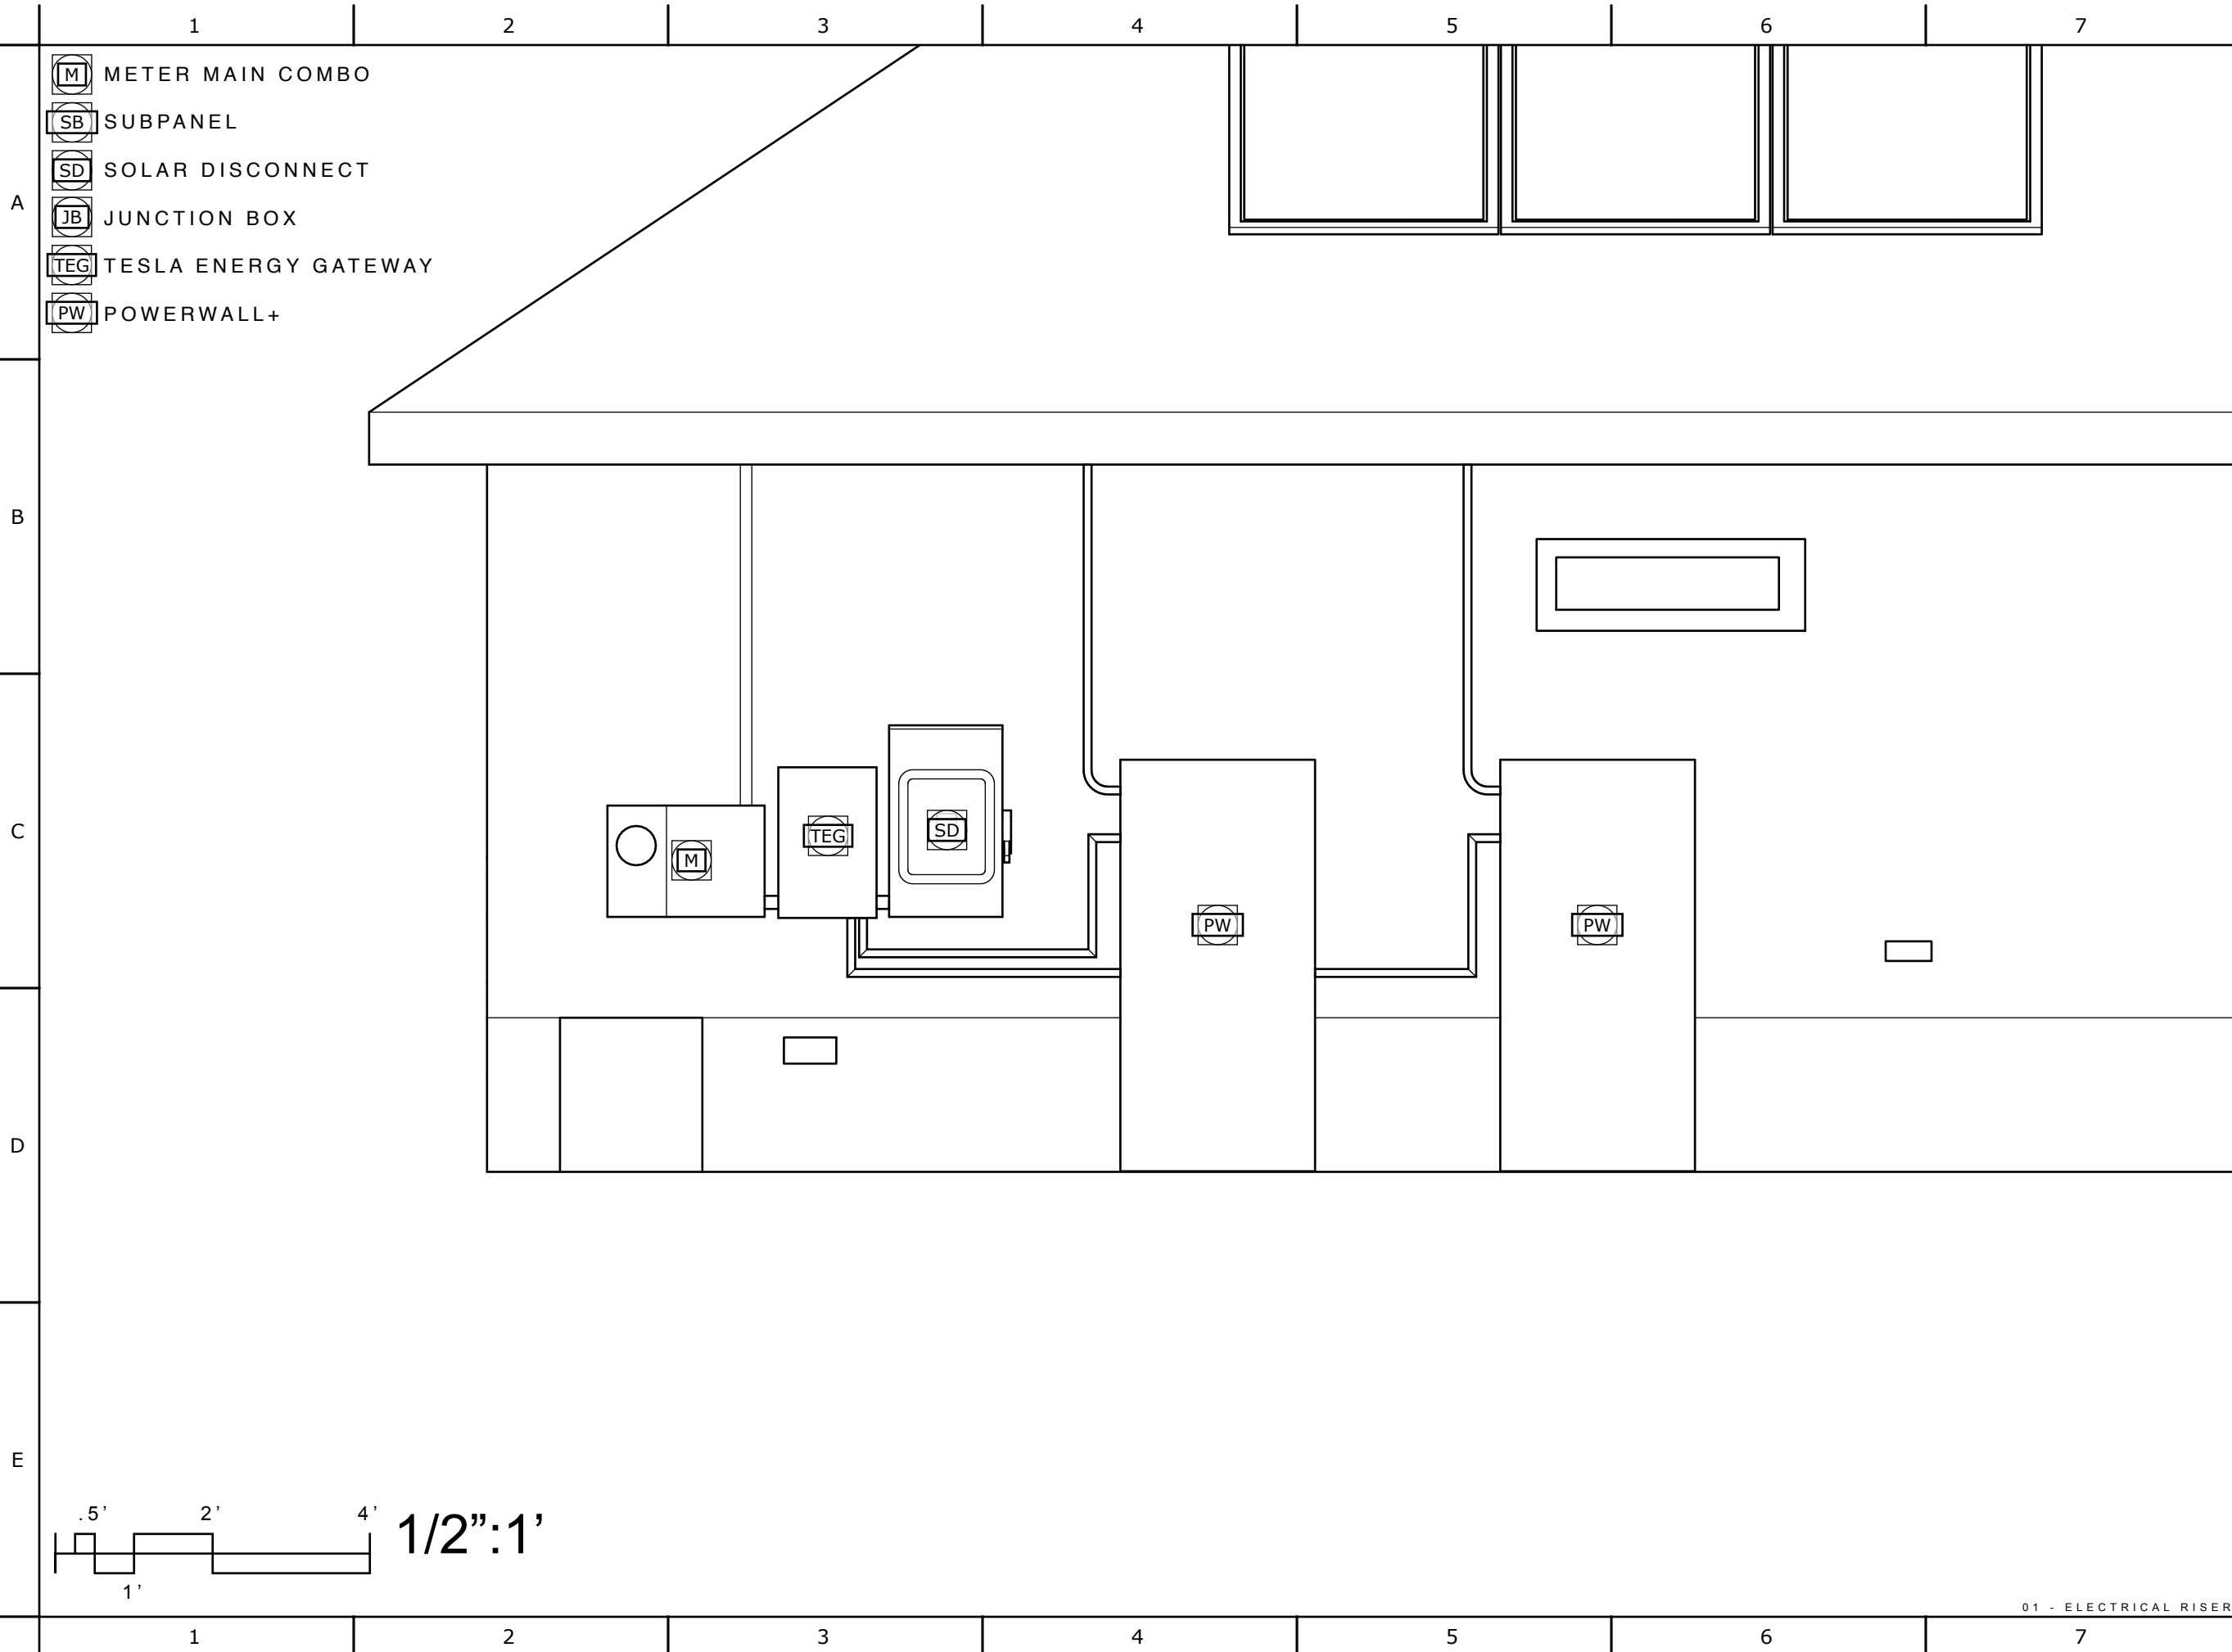 1 2 3 4 5 6 7
M METER MAIN COMBO
SB SUBPANEL
SD SOLAR DISCONNECT
A
JB JUNCTION BOX
TEG TESLA ENERGY GATEWAY
PW POWERWALL+
B
C
TEG SD
M
PW PW
D
E
.5’ 2’ 4’
1/2”:1’
1’
01 - ELECTRICAL RISER
1 2 3 4 5 6 7